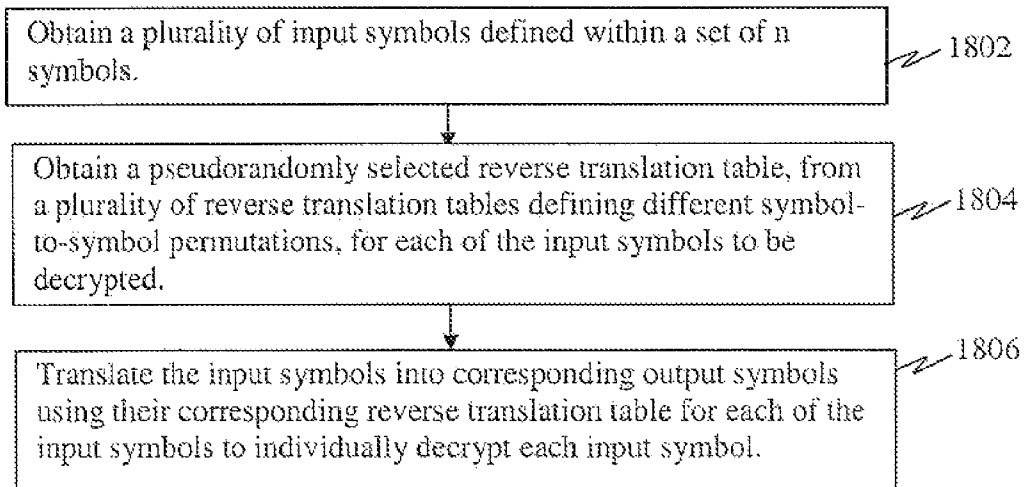 Obtain a plurality of input symbols defined within a set of n
symbols.
1802
Obtain a pseudorandomly selected reverse translation table, from
a plurality of reverse translation tables defining different symbol-
to-symbol permutations, for each of the input symbols to be
decrypted.
1804
Translate the input symbols into corresponding output symbols
using their corresponding reverse translation table for each of the
input symbols to individually decrypt each input symbol.
1806